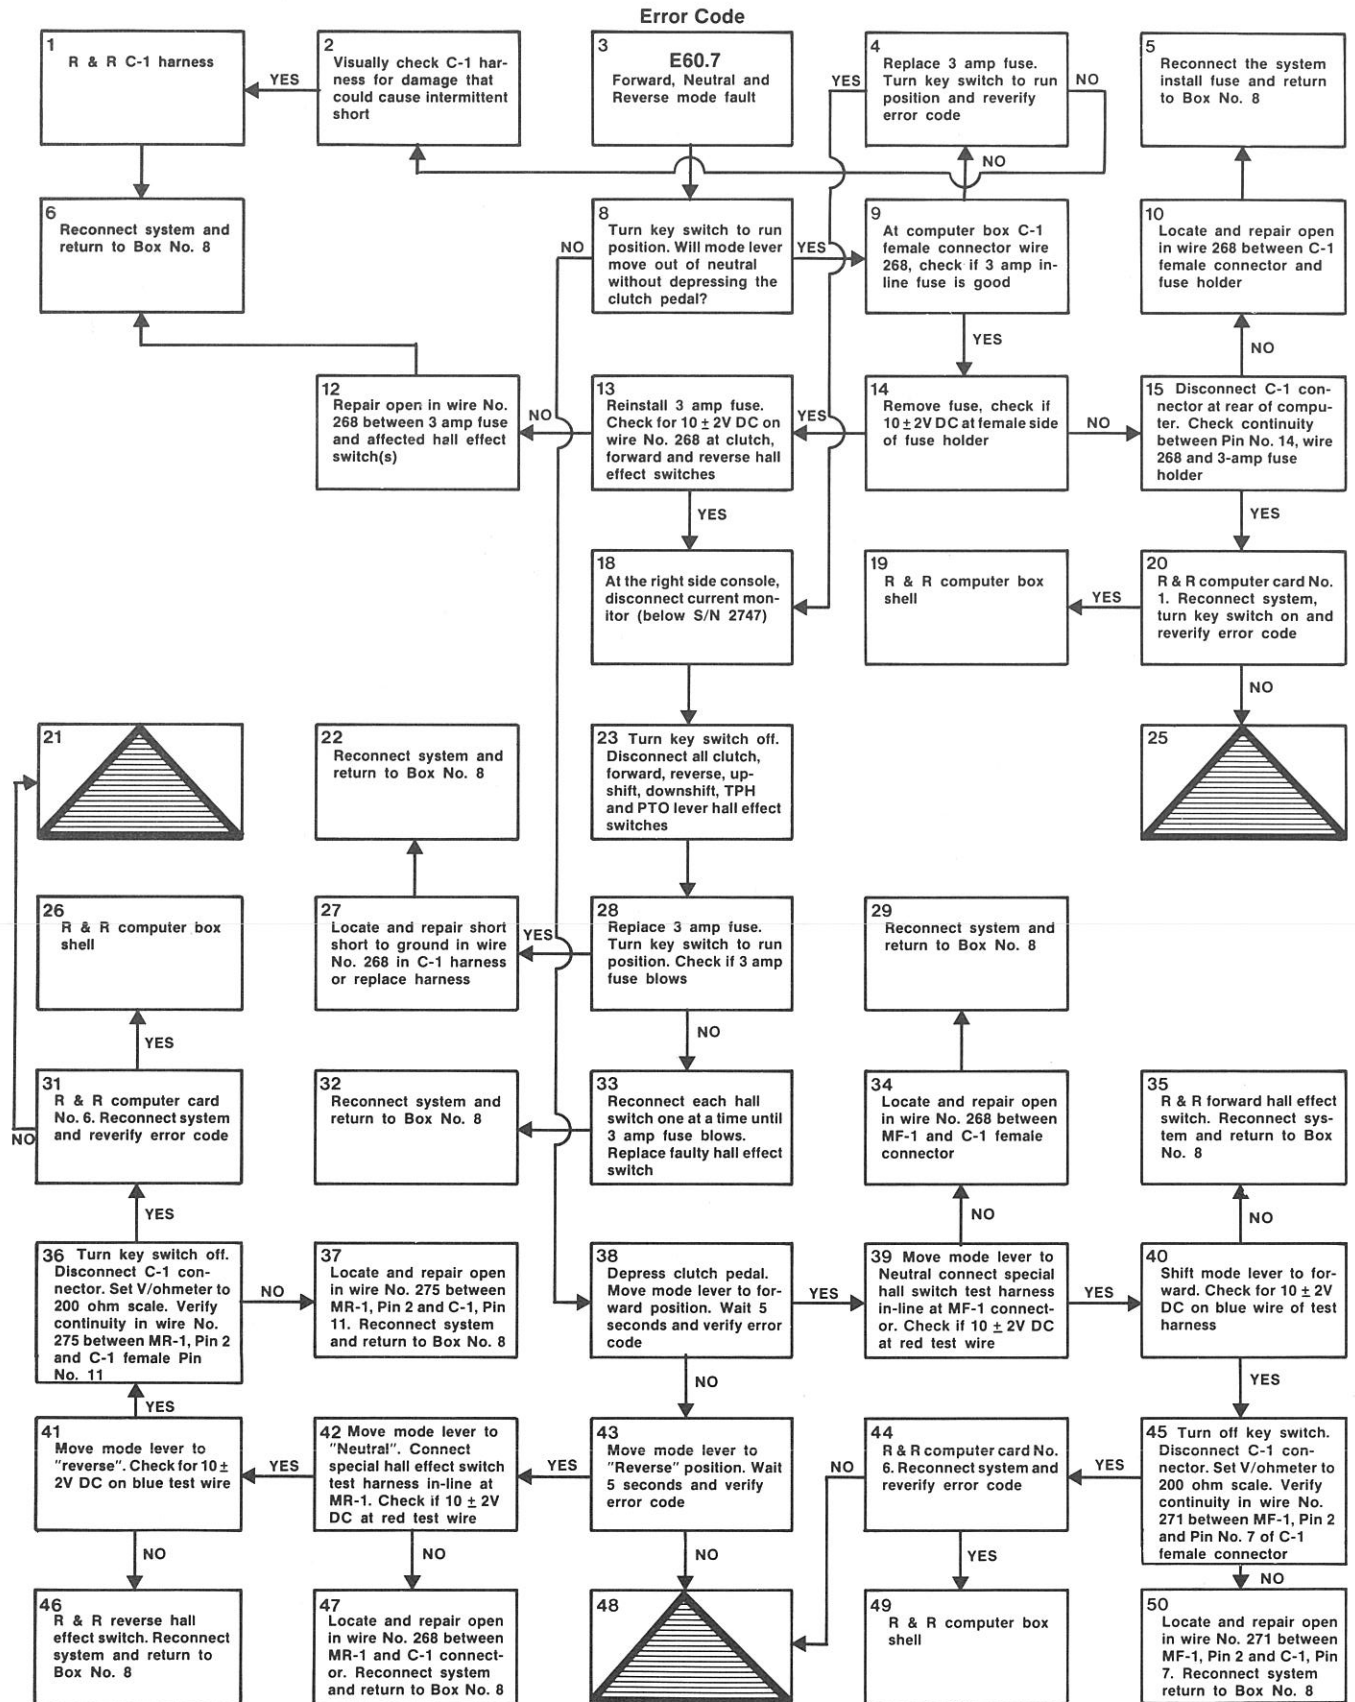 Error Code
1
R & R C-1 harness
YES
2
Visually check C-1 har-
ness for damage that
could cause intermittent
short
3
E60.7
Forward, Neutral and
Reverse mode fault
YES
4
Replace 3 amp fuse.
Turn key switch to run
position and reverify
error code
NO
5
Reconnect the system
install fuse and return
to Box No. 8
NO
6
Reconnect system and
return to Box No. 8
NO
8
Turn key switch to run
position. Will mode lever
move out of neutral
without depressing the
clutch pedal?
YES
9
At computer box C-1
female connector wire
268, check if 3 amp in-
line fuse is good
10
Locate and repair open
in wire 268 between C-1
female connector and
fuse holder
YES
NO
12
Repair open in wire No.
268 between 3 amp fuse
and affected hall effect
switch(s)
NO
13
Reinstall 3 amp fuse.
Check for 10 ± 2V DC on
wire No. 268 at clutch,
forward and reverse hall
effect switches
YES
14
Remove fuse, check if
10 ± 2V DC at female side
of fuse holder
NO
15 Disconnect C-1 con-
nector at rear of compu-
ter. Check continuity
between Pin No. 14, wire
268 and 3-amp fuse
holder
YES
YES
18
At the right side console,
disconnect current mon-
itor (below S/N 2747)
19
R & R computer box
shell
YES
20
R & R computer card No.
1. Reconnect system,
turn key switch on and
reverify error code
NO
21
22
Reconnect system and
return to Box No. 8
23 Turn key switch off.
Disconnect all clutch,
forward, reverse, up-
shift, downshift, TPH
and PTO lever hall effect
switches
25
26
R & R computer box
shell
27
Locate and repair short
short to ground in wire
No. 268 in C-1 harness
or replace harness
YES
28
Replace 3 amp fuse.
Turn key switch to run
position. Check if 3 amp
fuse blows
29
Reconnect system and
return to Box No. 8
YES
NO
31
R & R computer card
No. 6. Reconnect system
and reverify error code
NO
32
Reconnect system and
return to Box No. 8
33
Reconnect each hall
switch one at a time until
3 amp fuse blows.
Replace faulty hall effect
switch
34
Locate and repair open
in wire No. 268 between
MF-1 and C-1 female
connector
35
R & R forward hall effect
switch. Reconnect sys-
tem and return to Box
No. 8
YES
NO
NO
36 Turn key switch off.
Disconnect C-1 con-
nector. Set V/ohmeter to
200 ohm scale. Verify
continuity in wire No.
275 between MR-1, Pin 2
and C-1 female Pin
No. 11
NO
37
Locate and repair open
in wire No. 275 between
MR-1, Pin 2 and C-1, Pin
11. Reconnect system
and return to Box No. 8
38
Depress clutch pedal.
Move mode lever to for-
ward position. Wait 5
seconds and verify error
code
YES
39 Move mode lever to
Neutral connect special
hall switch test harness
in-line at MF-1 connect-
or. Check if 10 ± 2V DC
at red test wire
YES
40
Shift mode lever to for-
ward. Check for 10 ± 2V
DC on blue wire of test
harness
YES
NO
YES
41
Move mode lever to
"reverse". Check for 10 ±
2V DC on blue test wire
YES
42 Move mode lever to
"Neutral". Connect
special hall effect switch
test harness in-line at
MR-1. Check if 10 ± 2V
DC at red test wire
YES
43
Move mode lever to
"Reverse" position. Wait
5 seconds and verify
error code
NO
44
R & R computer card No.
6. Reconnect system and
reverify error code
YES
45 Turn off key switch.
Disconnect C-1 con-
nector. Set V/ohmeter to
200 ohm scale. Verify
continuity in wire No.
271 between MF-1, Pin 2
and Pin No. 7 of C-1
female connector
NO
NO
NO
YES
NO
46
R & R reverse hall
effect switch. Reconnect
system and return to
Box No. 8
47
Locate and repair open
in wire No. 268 between
MR-1 and C-1 connect-
or. Reconnect system
and return to Box No. 8
48
49
R & R computer box
shell
50
Locate and repair open
in wire No. 271 between
MF-1, Pin 2 and C-1, Pin
7. Reconnect system
return to Box No. 8